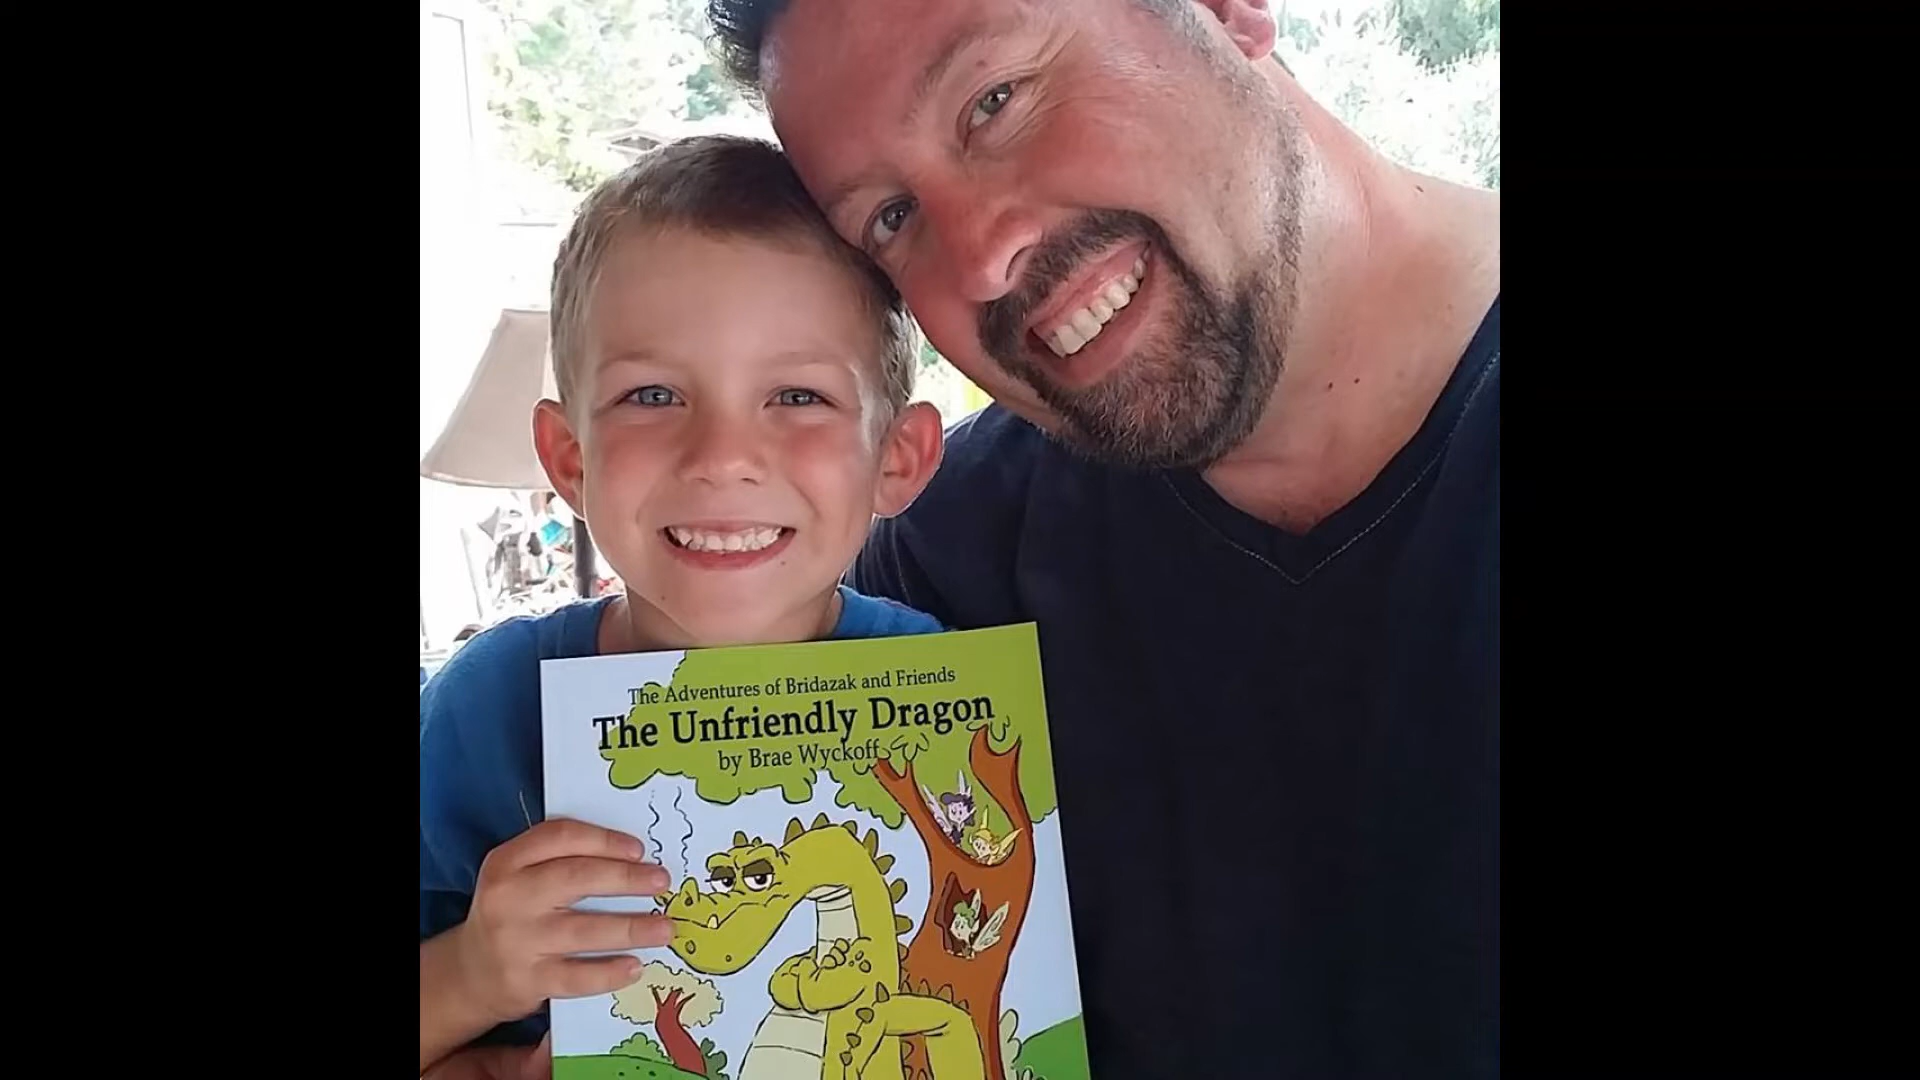 The Adventures of Bridazak and Friends
The Unfriendly Dragon
by Brae Wyckoff